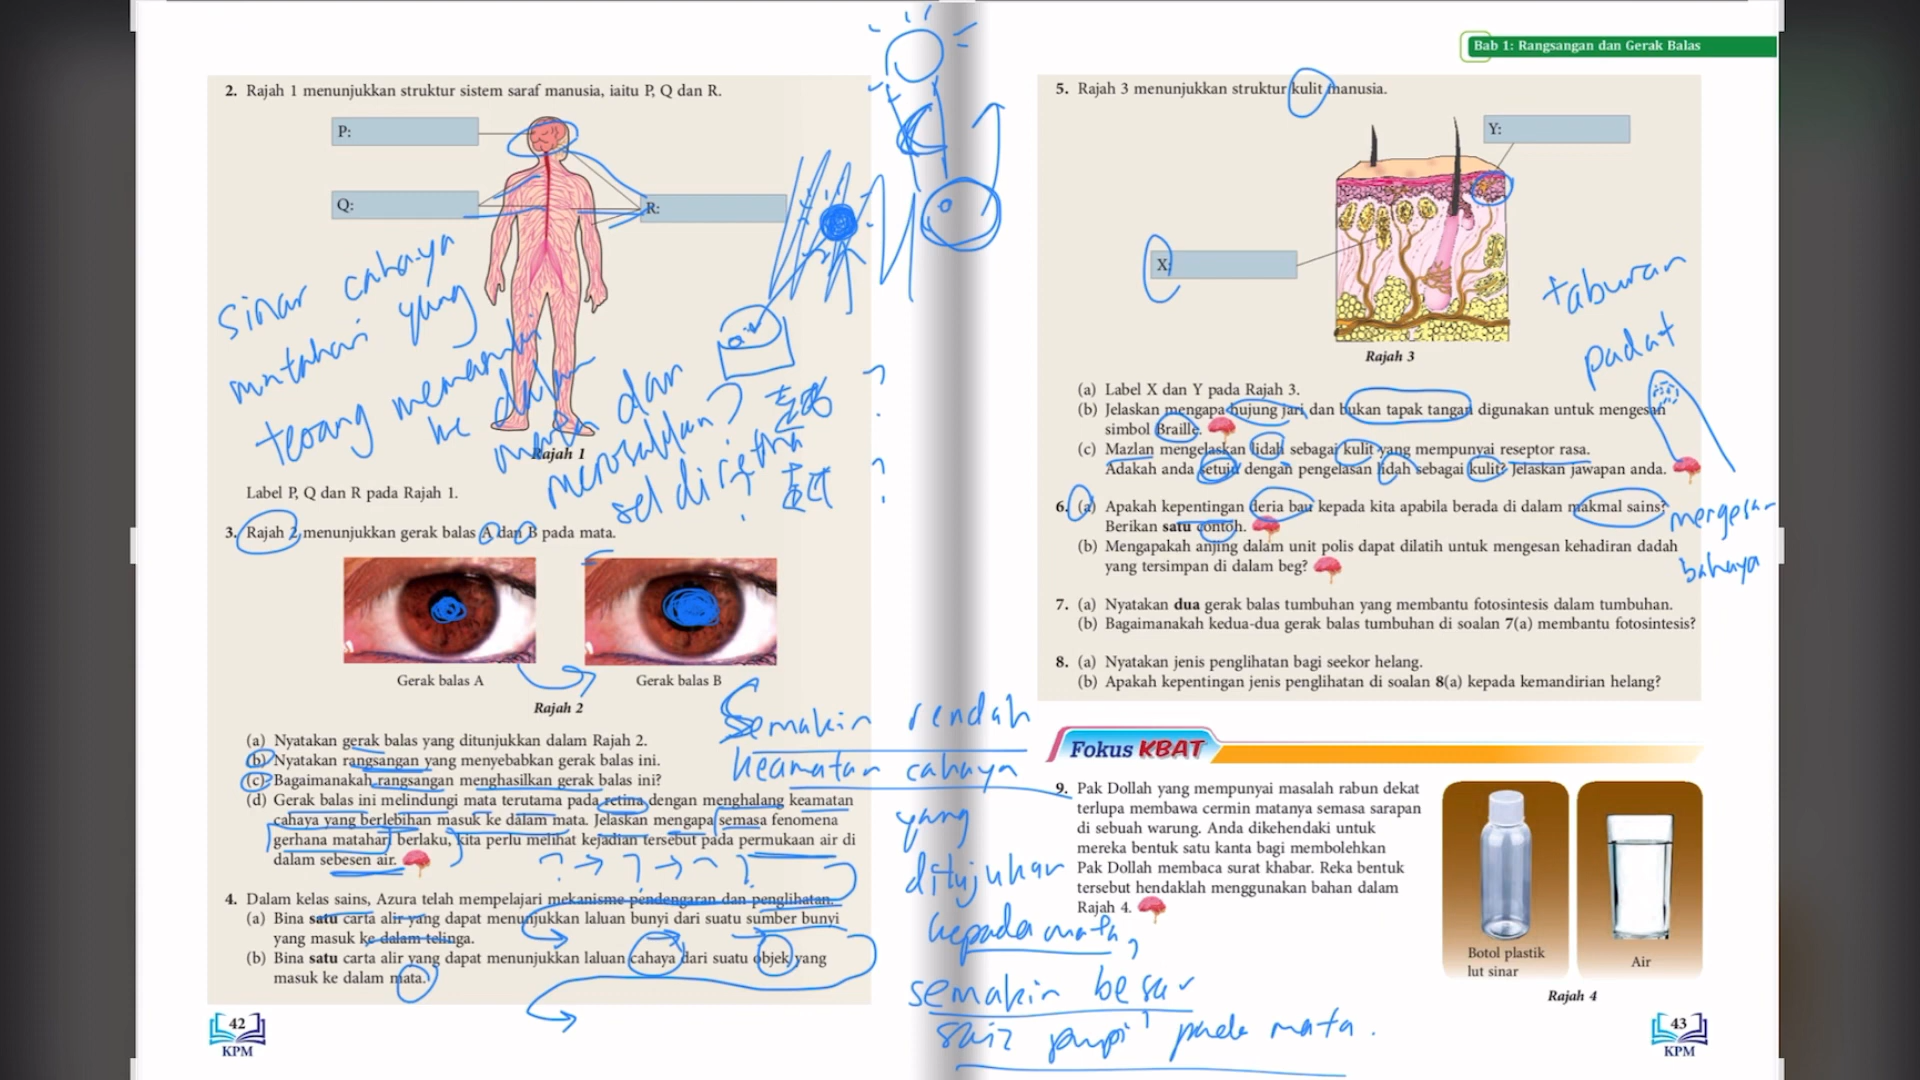 2. Rajah 1 menunjukkan struktur sistem saraf manusia, iaitu P, Q dan R.
P:
Q:
R:
sinar cahaya
matahari yang
terang memasuki
ke dalam
mata dan
merosakkan
sel di retina
?
?
Rajah 1
Label P, Q dan R pada Rajah 1.
3. Rajah 2 menunjukkan gerak balas A dan B pada mata.
Gerak balas A
Gerak balas B
Rajah 2
(a) Nyatakan gerak balas yang ditunjukkan dalam Rajah 2.
(b) Nyatakan rangsangan yang menyebabkan gerak balas ini.
(c) Bagaimanakah rangsangan menghasilkan gerak balas ini?
(d) Gerak balas ini melindungi mata terutama pada retina dengan menghalang keamatan
cahaya yang berlebihan masuk ke dalam mata. Jelaskan mengapa semasa fenomena
gerhana matahari berlaku, kita perlu melihat kejadian tersebut pada permukaan air di
dalam sebesen air.
4. Dalam kelas sains, Azura telah mempelajari mekanisme pendengaran dan penglihatan.
(a) Bina satu carta alir yang dapat menunjukkan laluan bunyi dari suatu sumber bunyi
yang masuk ke dalam telinga.
(b) Bina satu carta alir yang dapat menunjukkan laluan cahaya dari suatu objek yang
masuk ke dalam mata.
42
KPM
Semakin rendah
keamatan cahaya
yang
ditujukan
kepada mata,
semakin besar
saiz pupil pada mata.
Bab 1: Rangsangan dan Gerak Balas
5. Rajah 3 menunjukkan struktur kulit manusia.
Y:
X:
Rajah 3
taburan
padat
(a) Label X dan Y pada Rajah 3.
(b) Jelaskan mengapa hujung jari dan bukan tapak tangan digunakan untuk mengesan
simbol Braille.
(c) Mazlan mengelaskan lidah sebagai kulit yang mempunyai reseptor rasa.
Adakah anda setuju dengan pengelasan lidah sebagai kulit? Jelaskan jawapan anda.
6. (a) Apakah kepentingan deria bau kepada kita apabila berada di dalam makmal sains?
Berikan satu contoh.
mengesan
bahaya
(b) Mengapakah anjing dalam unit polis dapat dilatih untuk mengesan kehadiran dadah
yang tersimpan di dalam beg?
7. (a) Nyatakan dua gerak balas tumbuhan yang membantu fotosintesis dalam tumbuhan.
(b) Bagaimanakah kedua-dua gerak balas tumbuhan di soalan 7(a) membantu fotosintesis?
8. (a) Nyatakan jenis penglihatan bagi seekor helang.
(b) Apakah kepentingan jenis penglihatan di soalan 8(a) kepada kemandirian helang?
Fokus KBAT
9. Pak Dollah yang mempunyai masalah rabun dekat
terlupa membawa cermin matanya semasa sarapan
di sebuah warung. Anda dikehendaki untuk
mereka bentuk satu kanta bagi membolehkan
Pak Dollah membaca surat khabar. Reka bentuk
tersebut hendaklah menggunakan bahan dalam
Rajah 4.
Botol plastik
lut sinar
Air
Rajah 4
43
KPM